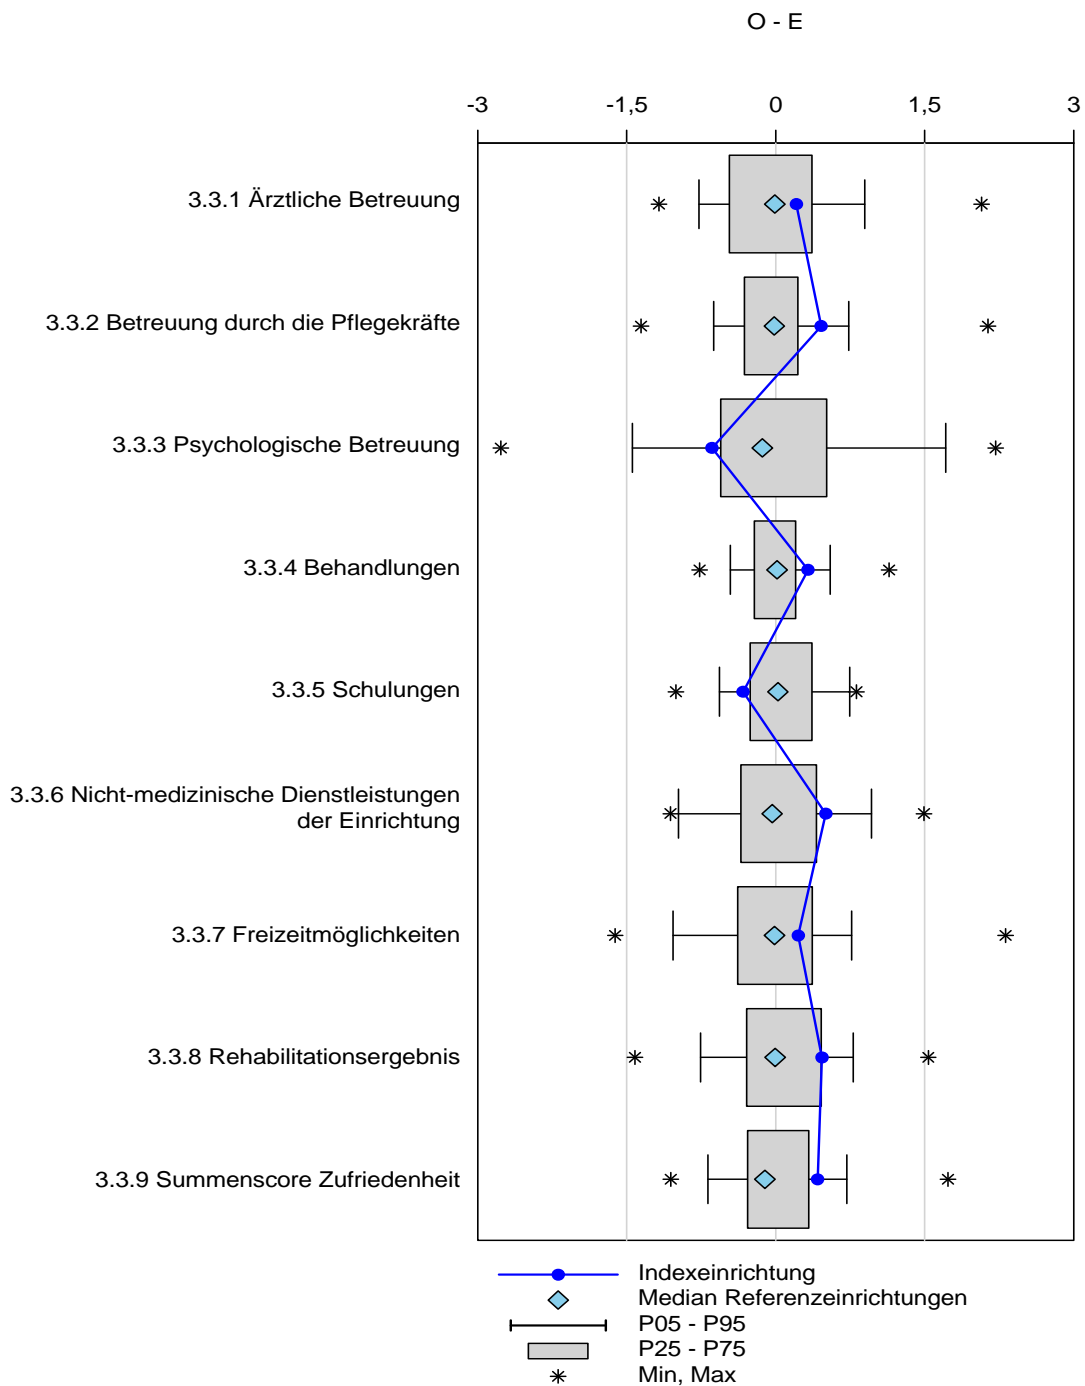 O - E
-3 -1,5 0 1,5 3
3.3.1 Ärztliche Betreuung
3.3.2 Betreuung durch die Pflegekräfte
3.3.3 Psychologische Betreuung
3.3.4 Behandlungen
3.3.5 Schulungen
3.3.6 Nicht-medizinische Dienstleistungen
der Einrichtung
3.3.7 Freizeitmöglichkeiten
3.3.8 Rehabilitationsergebnis
3.3.9 Summenscore Zufriedenheit
Indexeinrichtung
Median Referenzeinrichtungen
P05 - P95
P25 - P75
Min, Max